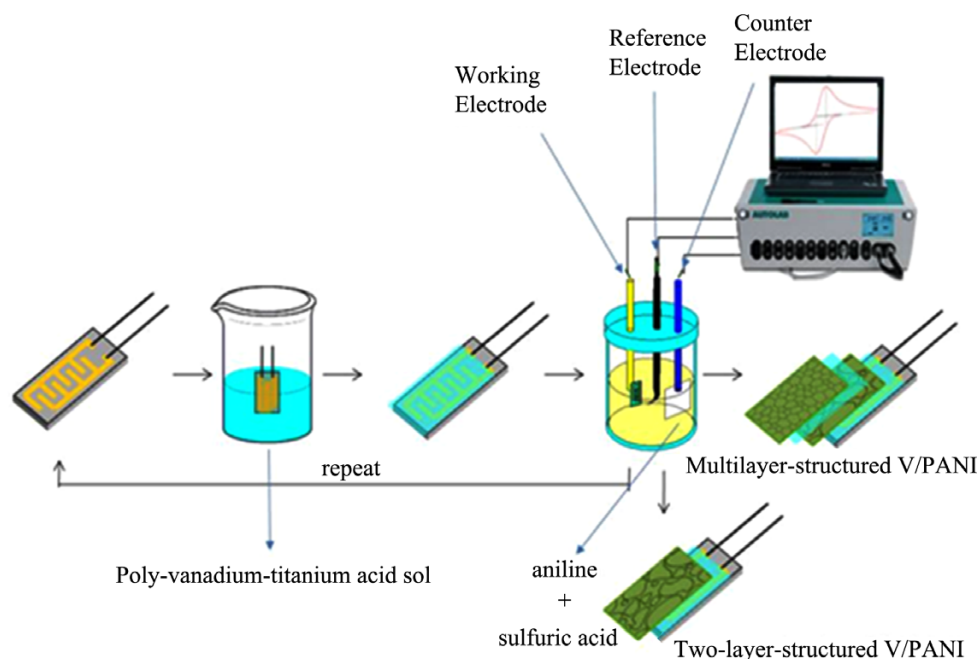 Counter
Electrode
Reference
Electrode
Working
Electrode
AUTOLAB
repeat
Multilayer-structured V/PANI
Poly-vanadium-titanium acid sol
aniline
+
sulfuric acid
Two-layer-structured V/PANI